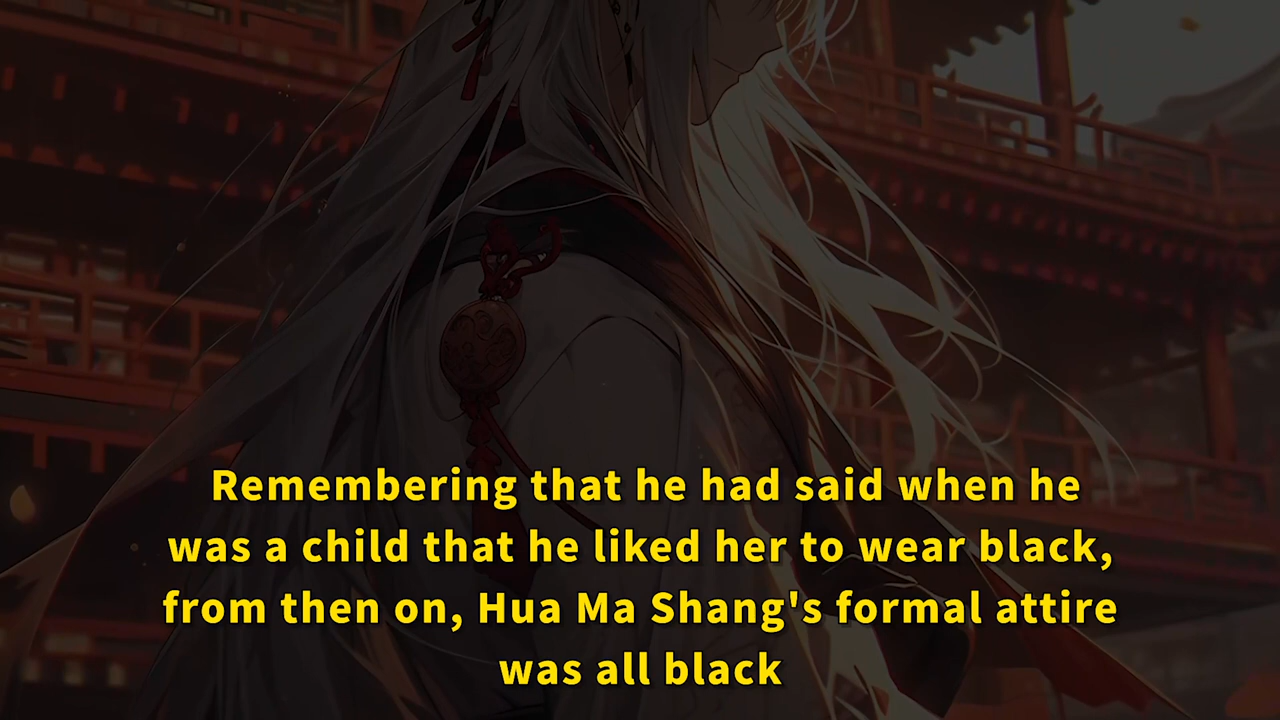 Remembering that he had said when he
was a child that he liked her to wear black,
from then on, Hua Ma Shang's formal attire
was all black